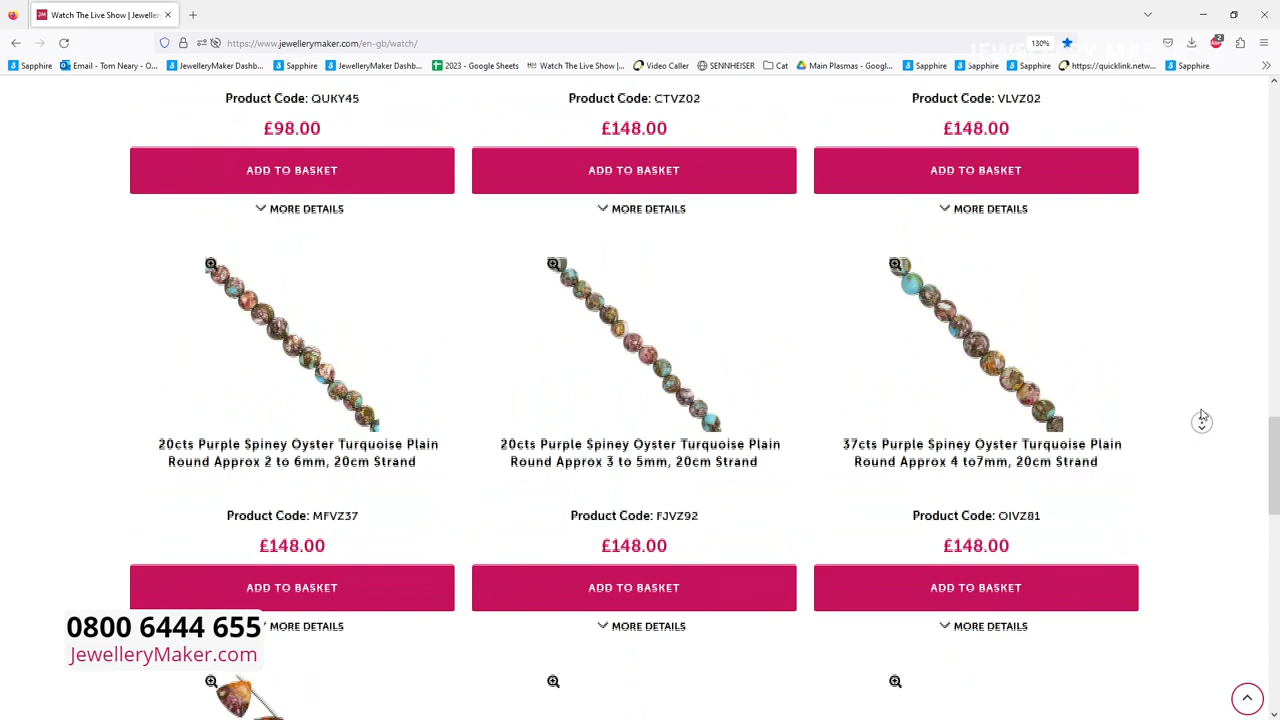 Watch The Live Show | Jeweller
https://www.jewellerymaker.com/en-gb/watch/
130%
Sapphire
Email - Tom Neary - O...
JewelleryMaker Dashb...
Sapphire
JewelleryMaker Dashb...
2023 - Google Sheets
Watch The Live Show |...
Video Caller
SENNHEISER
Cat
Main Plasmas - Googl...
Sapphire
Sapphire
https://quicklink.netw...
Sapphire
Product Code: QUKY45
Product Code: CTVZ02
Product Code: VLVZ02
£98.00
£148.00
£148.00
ADD TO BASKET
ADD TO BASKET
ADD TO BASKET
MORE DETAILS
MORE DETAILS
MORE DETAILS
20cts Purple Spiney Oyster Turquoise Plain
Round Approx 2 to 6mm, 20cm Strand
20cts Purple Spiney Oyster Turquoise Plain
Round Approx 3 to 5mm, 20cm Strand
37cts Purple Spiney Oyster Turquoise Plain
Round Approx 4 to7mm, 20cm Strand
Product Code: MFVZ37
Product Code: FJVZ92
Product Code: OIVZ81
£148.00
£148.00
£148.00
ADD TO BASKET
ADD TO BASKET
ADD TO BASKET
MORE DETAILS
MORE DETAILS
MORE DETAILS
0800 6444 655
JewelleryMaker.com